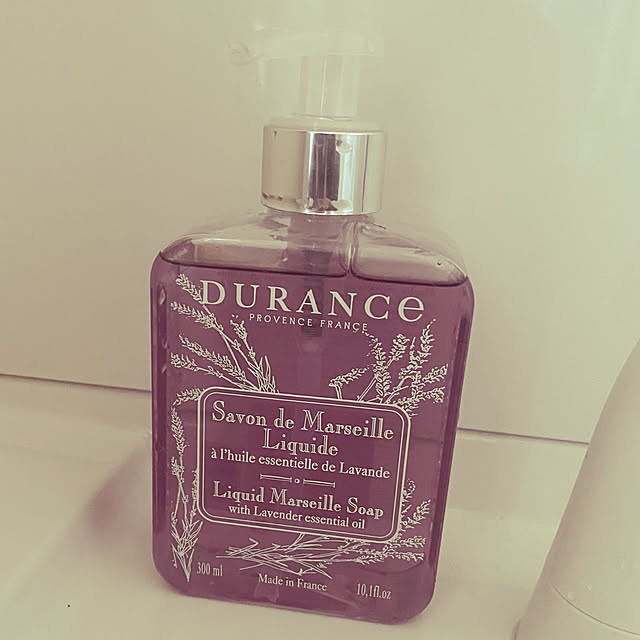 DURANCE
PROVENCE FRANCE
Savon de Marseille
Liquide
à l'huile essentielle de Lavande
Liquid Marseille Soap
with Lavender essential oil
300 ml
Made in France
10,1fl.oz